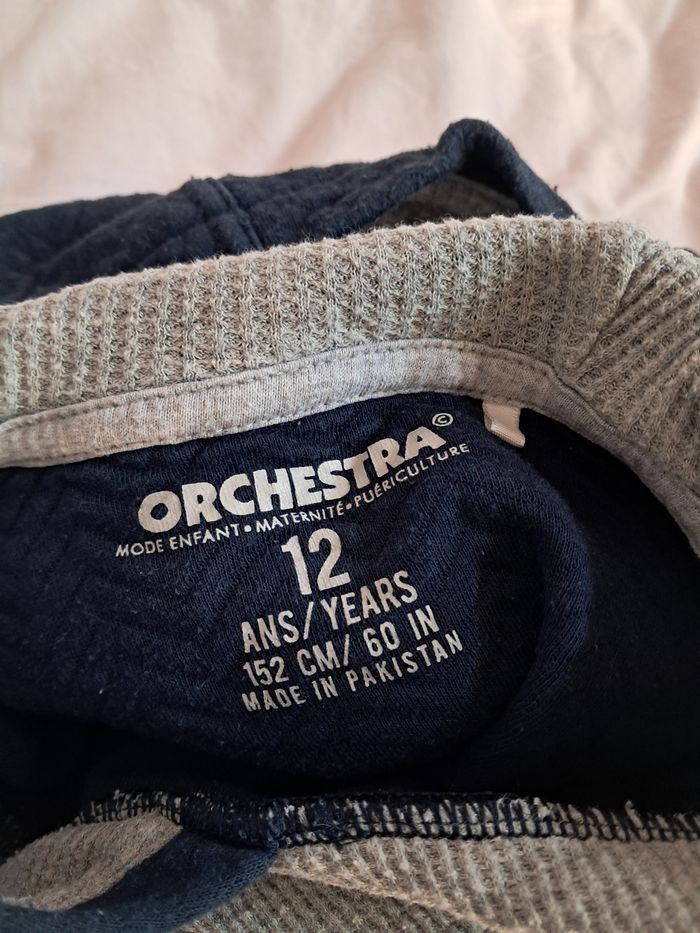 ORCHESTRA©
MODE ENFANT • MATERNITÉ • PUÉRICULTURE
12
ANS/YEARS
152 CM/ 60 IN
MADE IN PAKISTAN